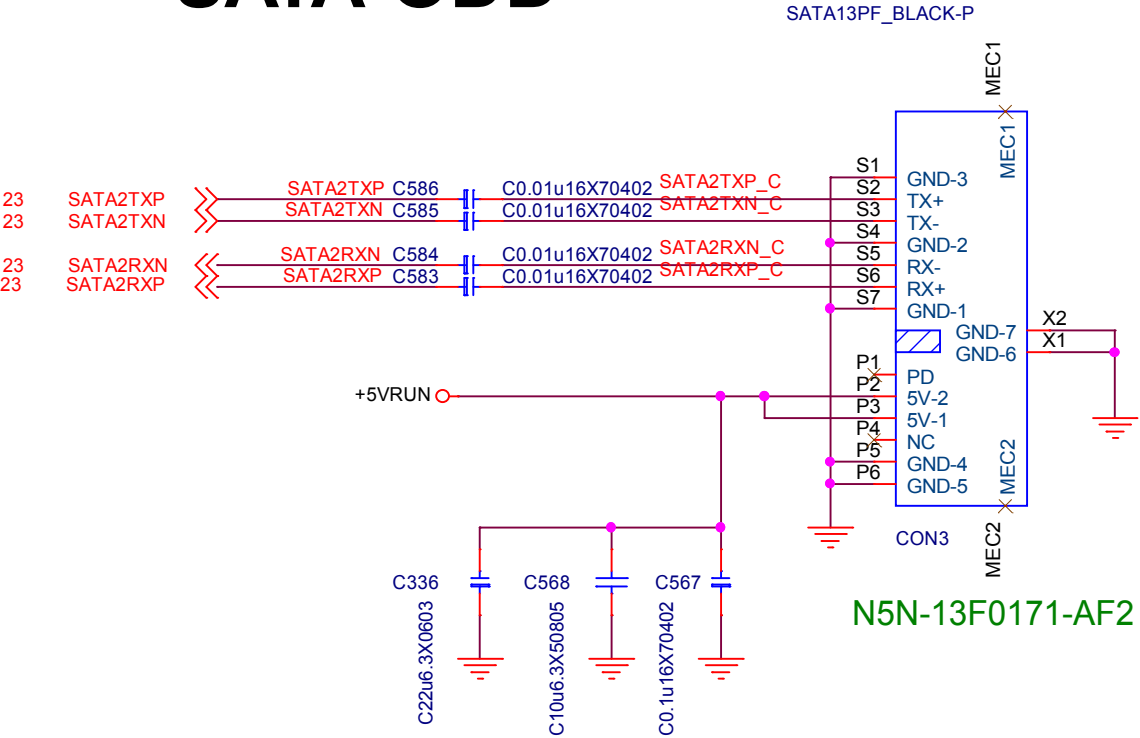 SATA13PF_BLACK-P
MEC1
MEC1
S1
GND-3
23 SATA2TXP SATA2TXP C586 C0.01u16X70402 SATA2TXP_C S2 TX+
23 SATA2TXN SATA2TXN C585 C0.01u16X70402 SATA2TXN_C S3 TX-
S4 GND-2
23 SATA2RXN SATA2RXN C584 C0.01u16X70402 SATA2RXN_C S5 RX-
23 SATA2RXP SATA2RXP C583 C0.01u16X70402 SATA2RXP_C S6 RX+
S7 GND-1
GND-7 X2
GND-6 X1
P1 PD
+5VRUN P2 5V-2
P3 5V-1
P4 NC
P5 GND-4
P6 GND-5
MEC2
MEC2
CON3
N5N-13F0171-AF2
C336 C568 C567
C22u6.3X0603
C10u6.3X50805
C0.1u16X70402